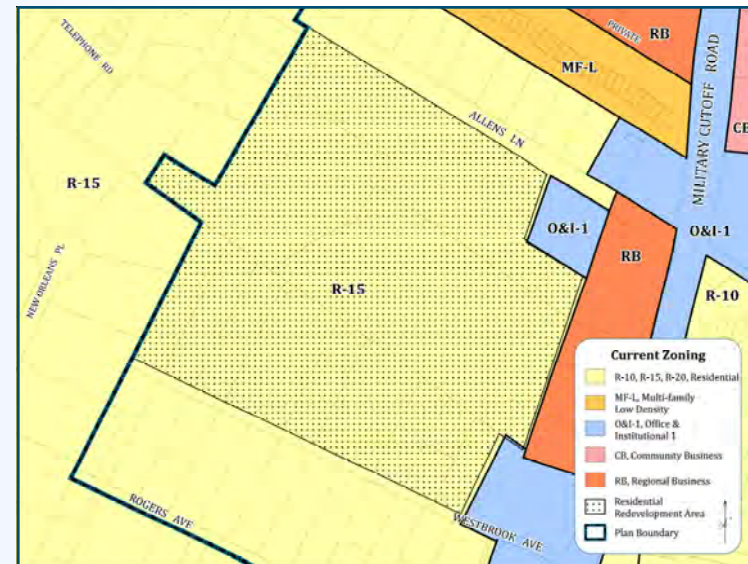 TELEPHONE RD
PRIVATE
RB
MF-L
MILITARY CUTOFF ROAD
CB
ALLENS LN
R-15
O&I-1
O&I-1
RB
NEW ORLEANS PL
R-15
R-10
Current Zoning
R-10, R-15, R-20, Residential
MF-L, Multi-family
Low Density
O&I-1, Office &
Institutional 1
CB, Community Business
RB, Regional Business
Residential
Redevelopment Area
Plan Boundary
ROGERS AVE
WESTBROOK AVE